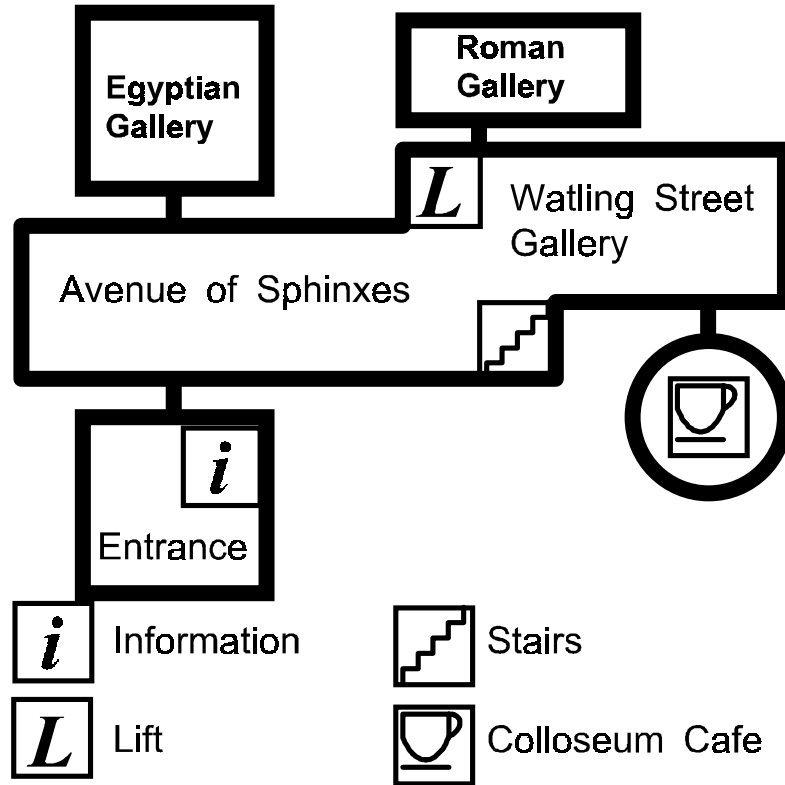 Egyptian
Gallery
Roman
Gallery
L
Watling Street
Gallery
Avenue of Sphinxes
i
Entrance
i Information
Stairs
L Lift
Colloseum Cafe